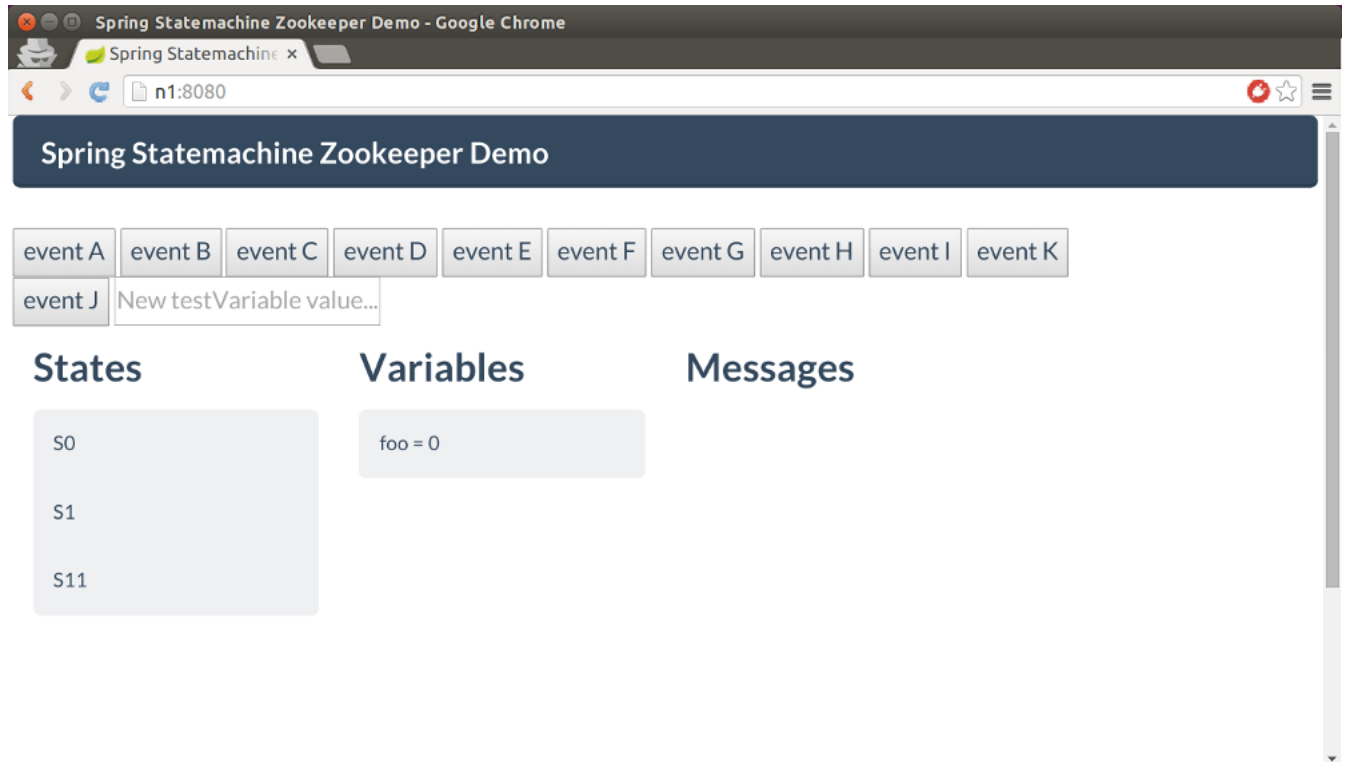 Spring Statemachine Zookeeper Demo - Google Chrome
Spring Statemachine
n1:8080
Spring Statemachine Zookeeper Demo
event A event B event C event D event E event F event G event H event I event K
event J New testVariable value...
States Variables Messages
S0 foo = 0
S1
S11